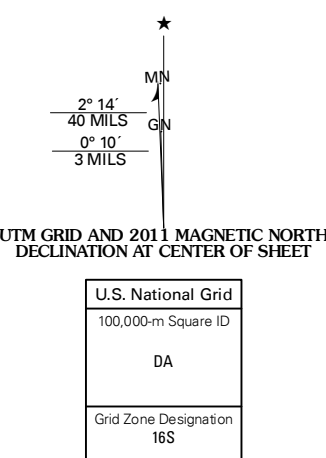 MN
2° 14´
40 MILS
GN
0° 10´
3 MILS
UTM GRID AND 2011 MAGNETIC NORTH
DECLINATION AT CENTER OF SHEET
U.S. National Grid
100,000-m Square ID
DA
Grid Zone Designation
16S